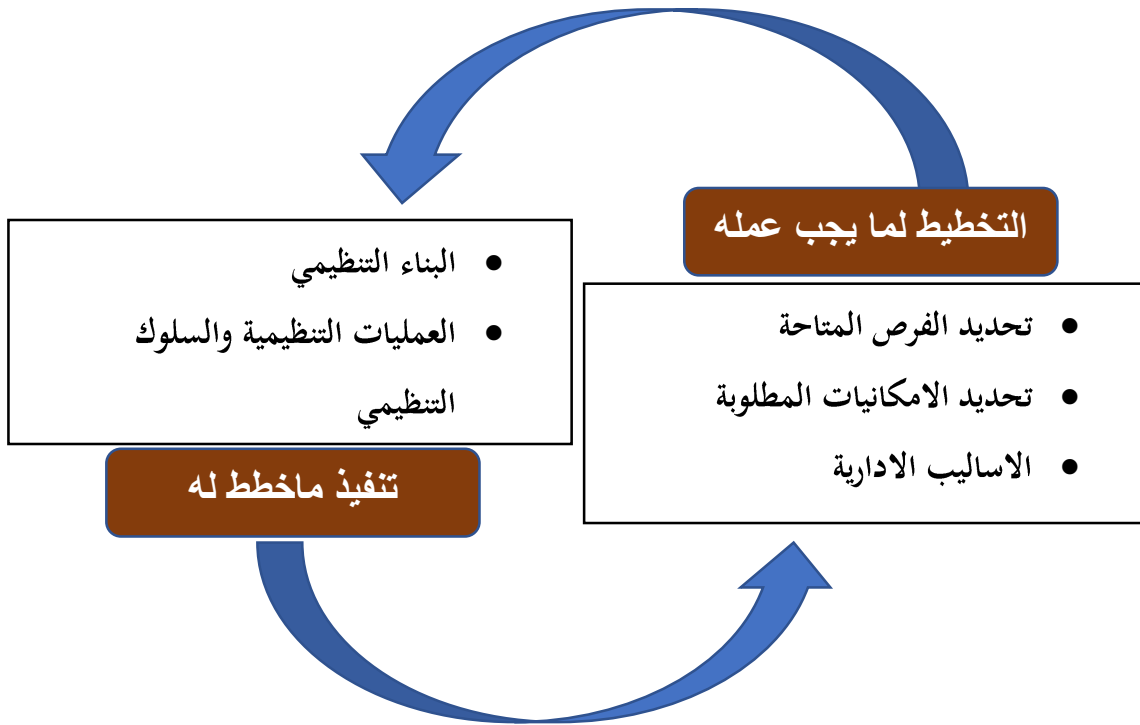 التخطيط لما يجب عمله
• تحديد الفرص المتاحة
• تحديد الامكانيات المطلوبة
• الاساليب الادارية
• البناء التنظيمي
• العمليات التنظيمية والسلوك
التنظيمي
تنفيذ ماخطط له